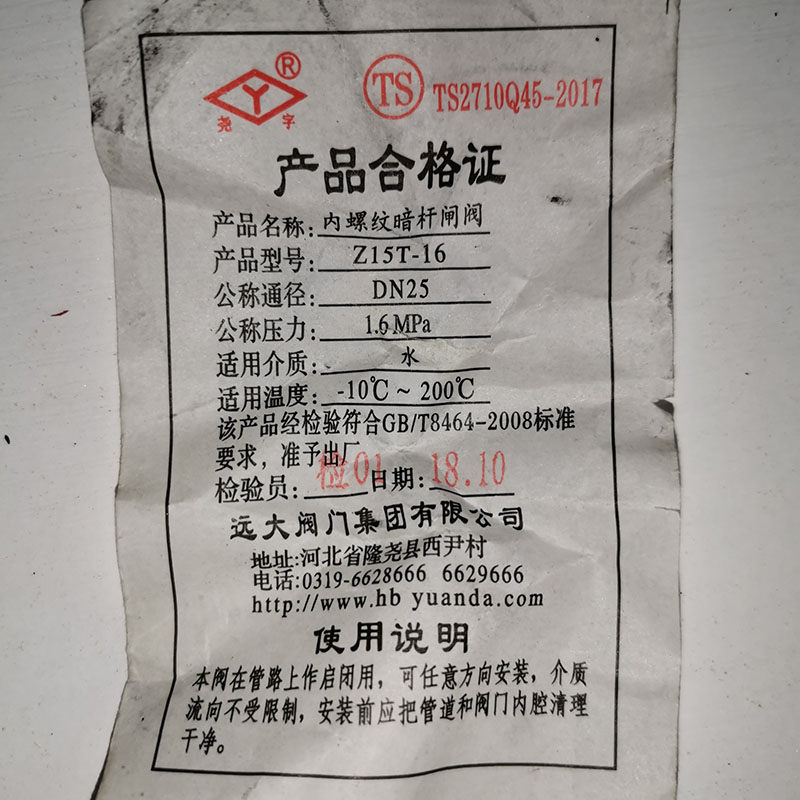 Y®
尧字
TS TS2710Q45-2017
产品合格证
产品名称: 内螺纹暗杆闸阀
产品型号: Z15T-16
公称通径: DN25
公称压力: 1.6MPa
适用介质: 水
适用温度: -10℃～200℃
该产品经检验符合GB/T8464-2008标准
要求，准予出厂
检验员: 检01 日期: 18.10
远大阀门集团有限公司
地址:河北省隆尧县西尹村
电话:0319-6628666 6629666
http://www.hb yuanda.com
使用说明
本阀在管路上作启闭用，可任意方向安装，介质
流向不受限制，安装前应把管道和阀门内腔清理
干净。